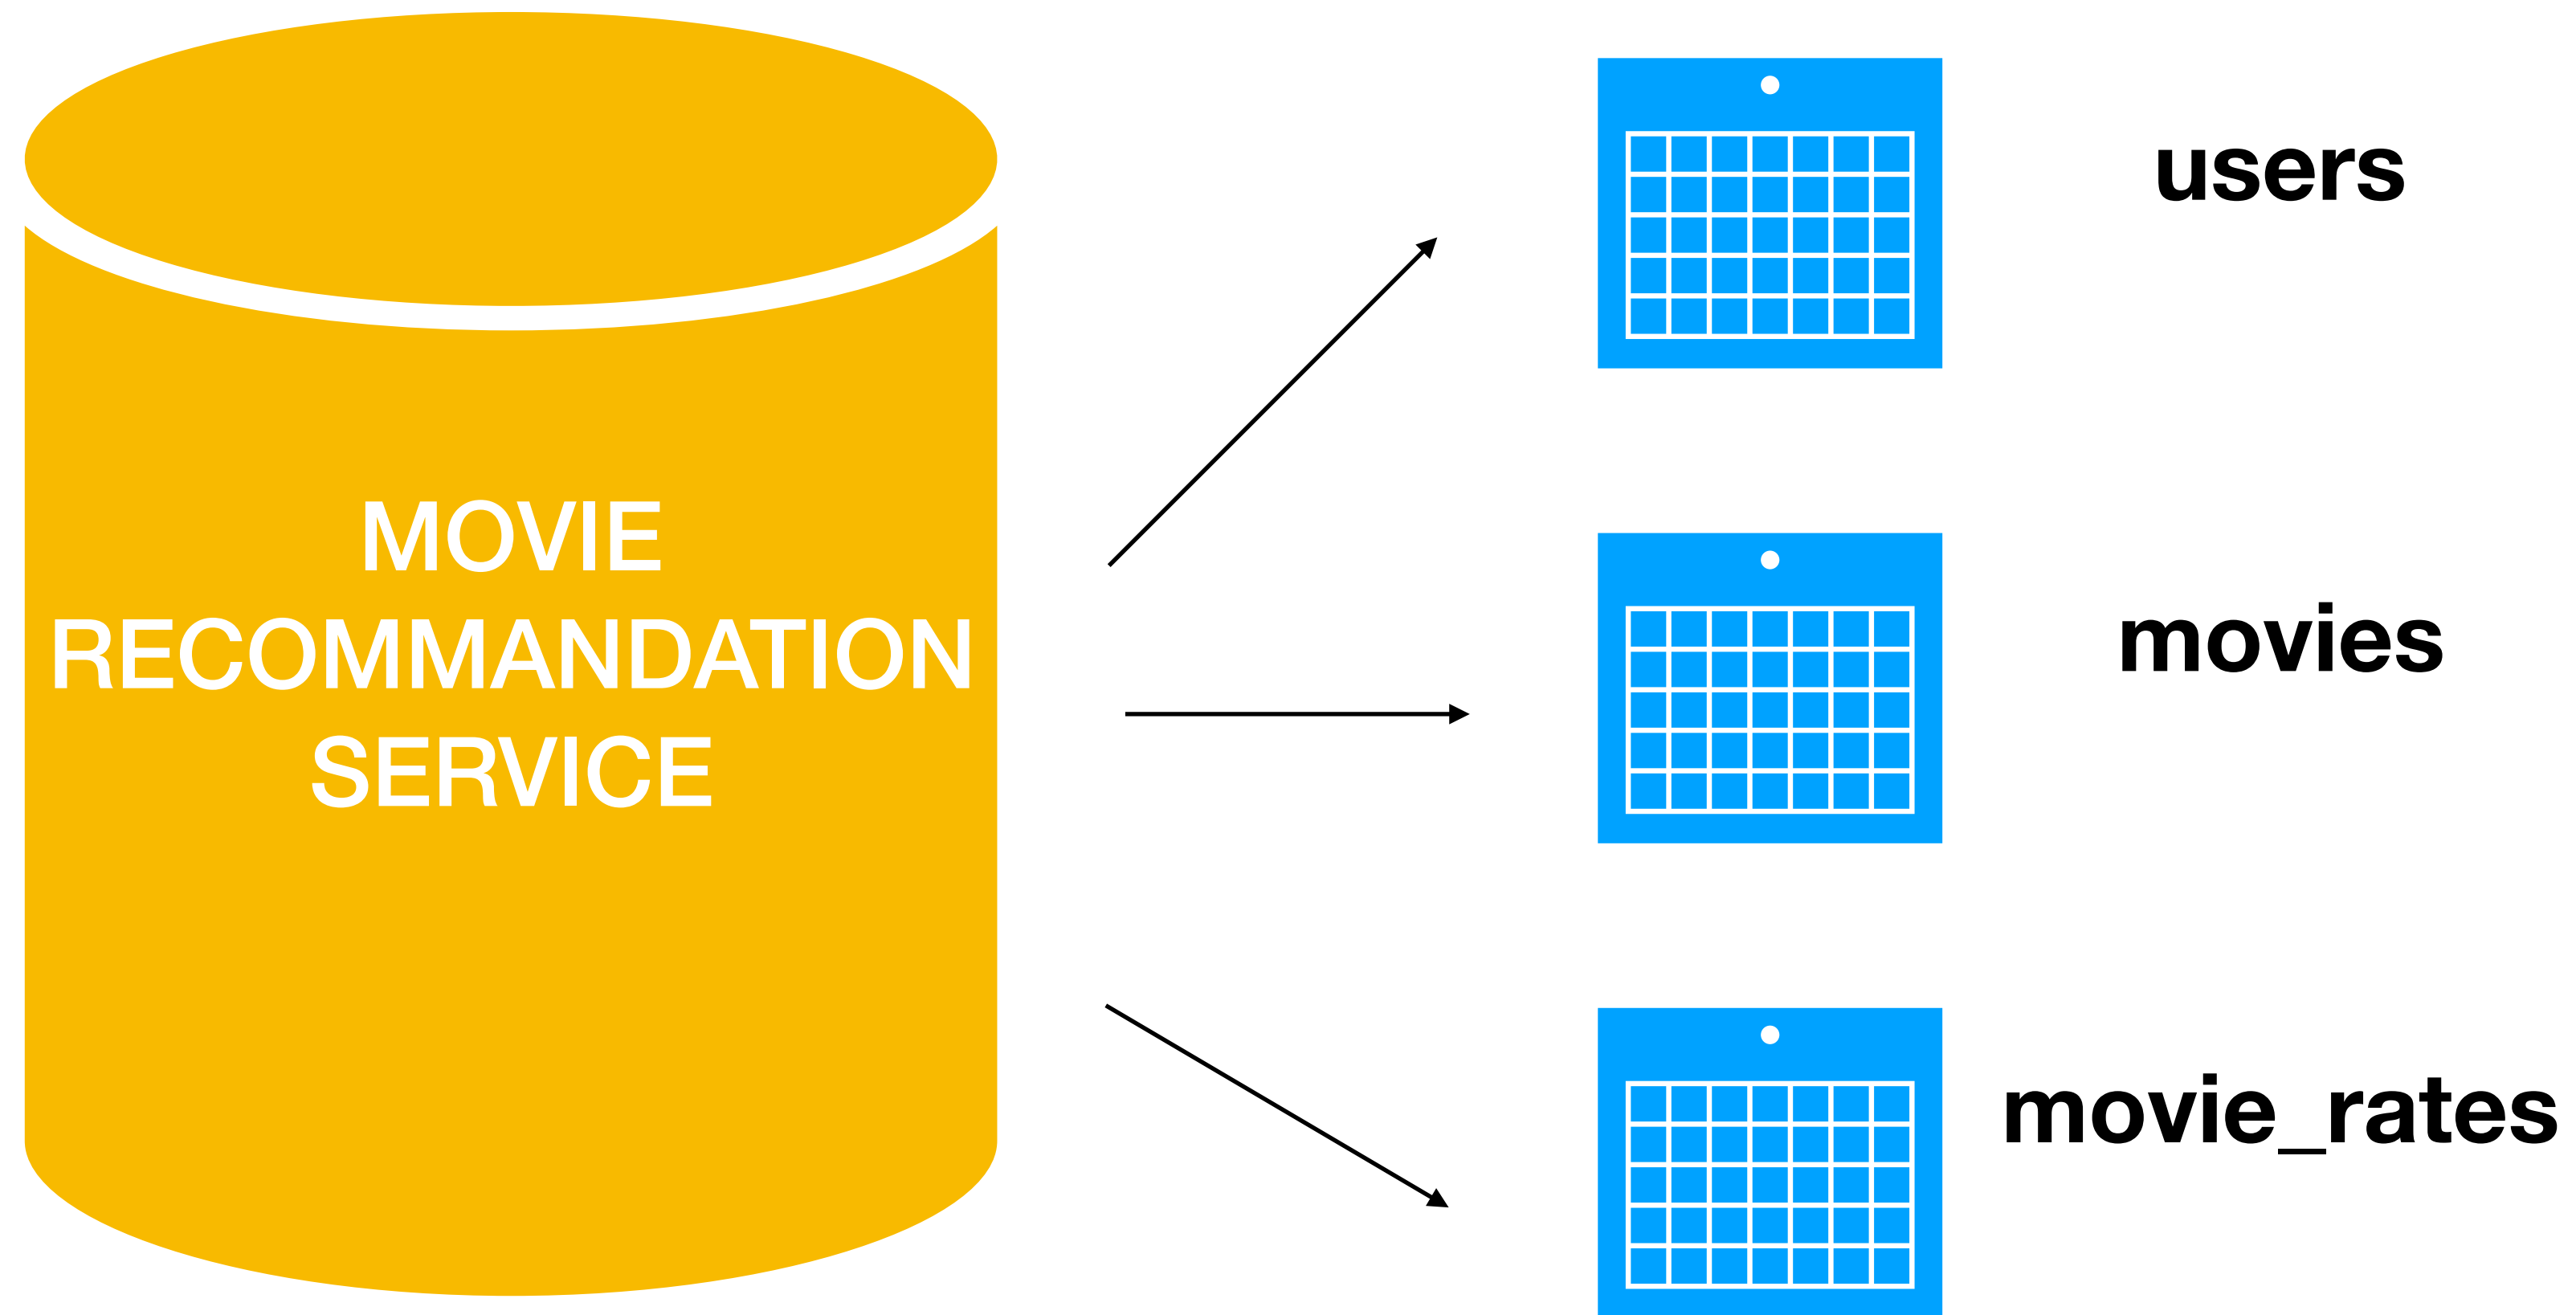 MOVIE
RECOMMANDATION
SERVICE
users
movies
movie_rates